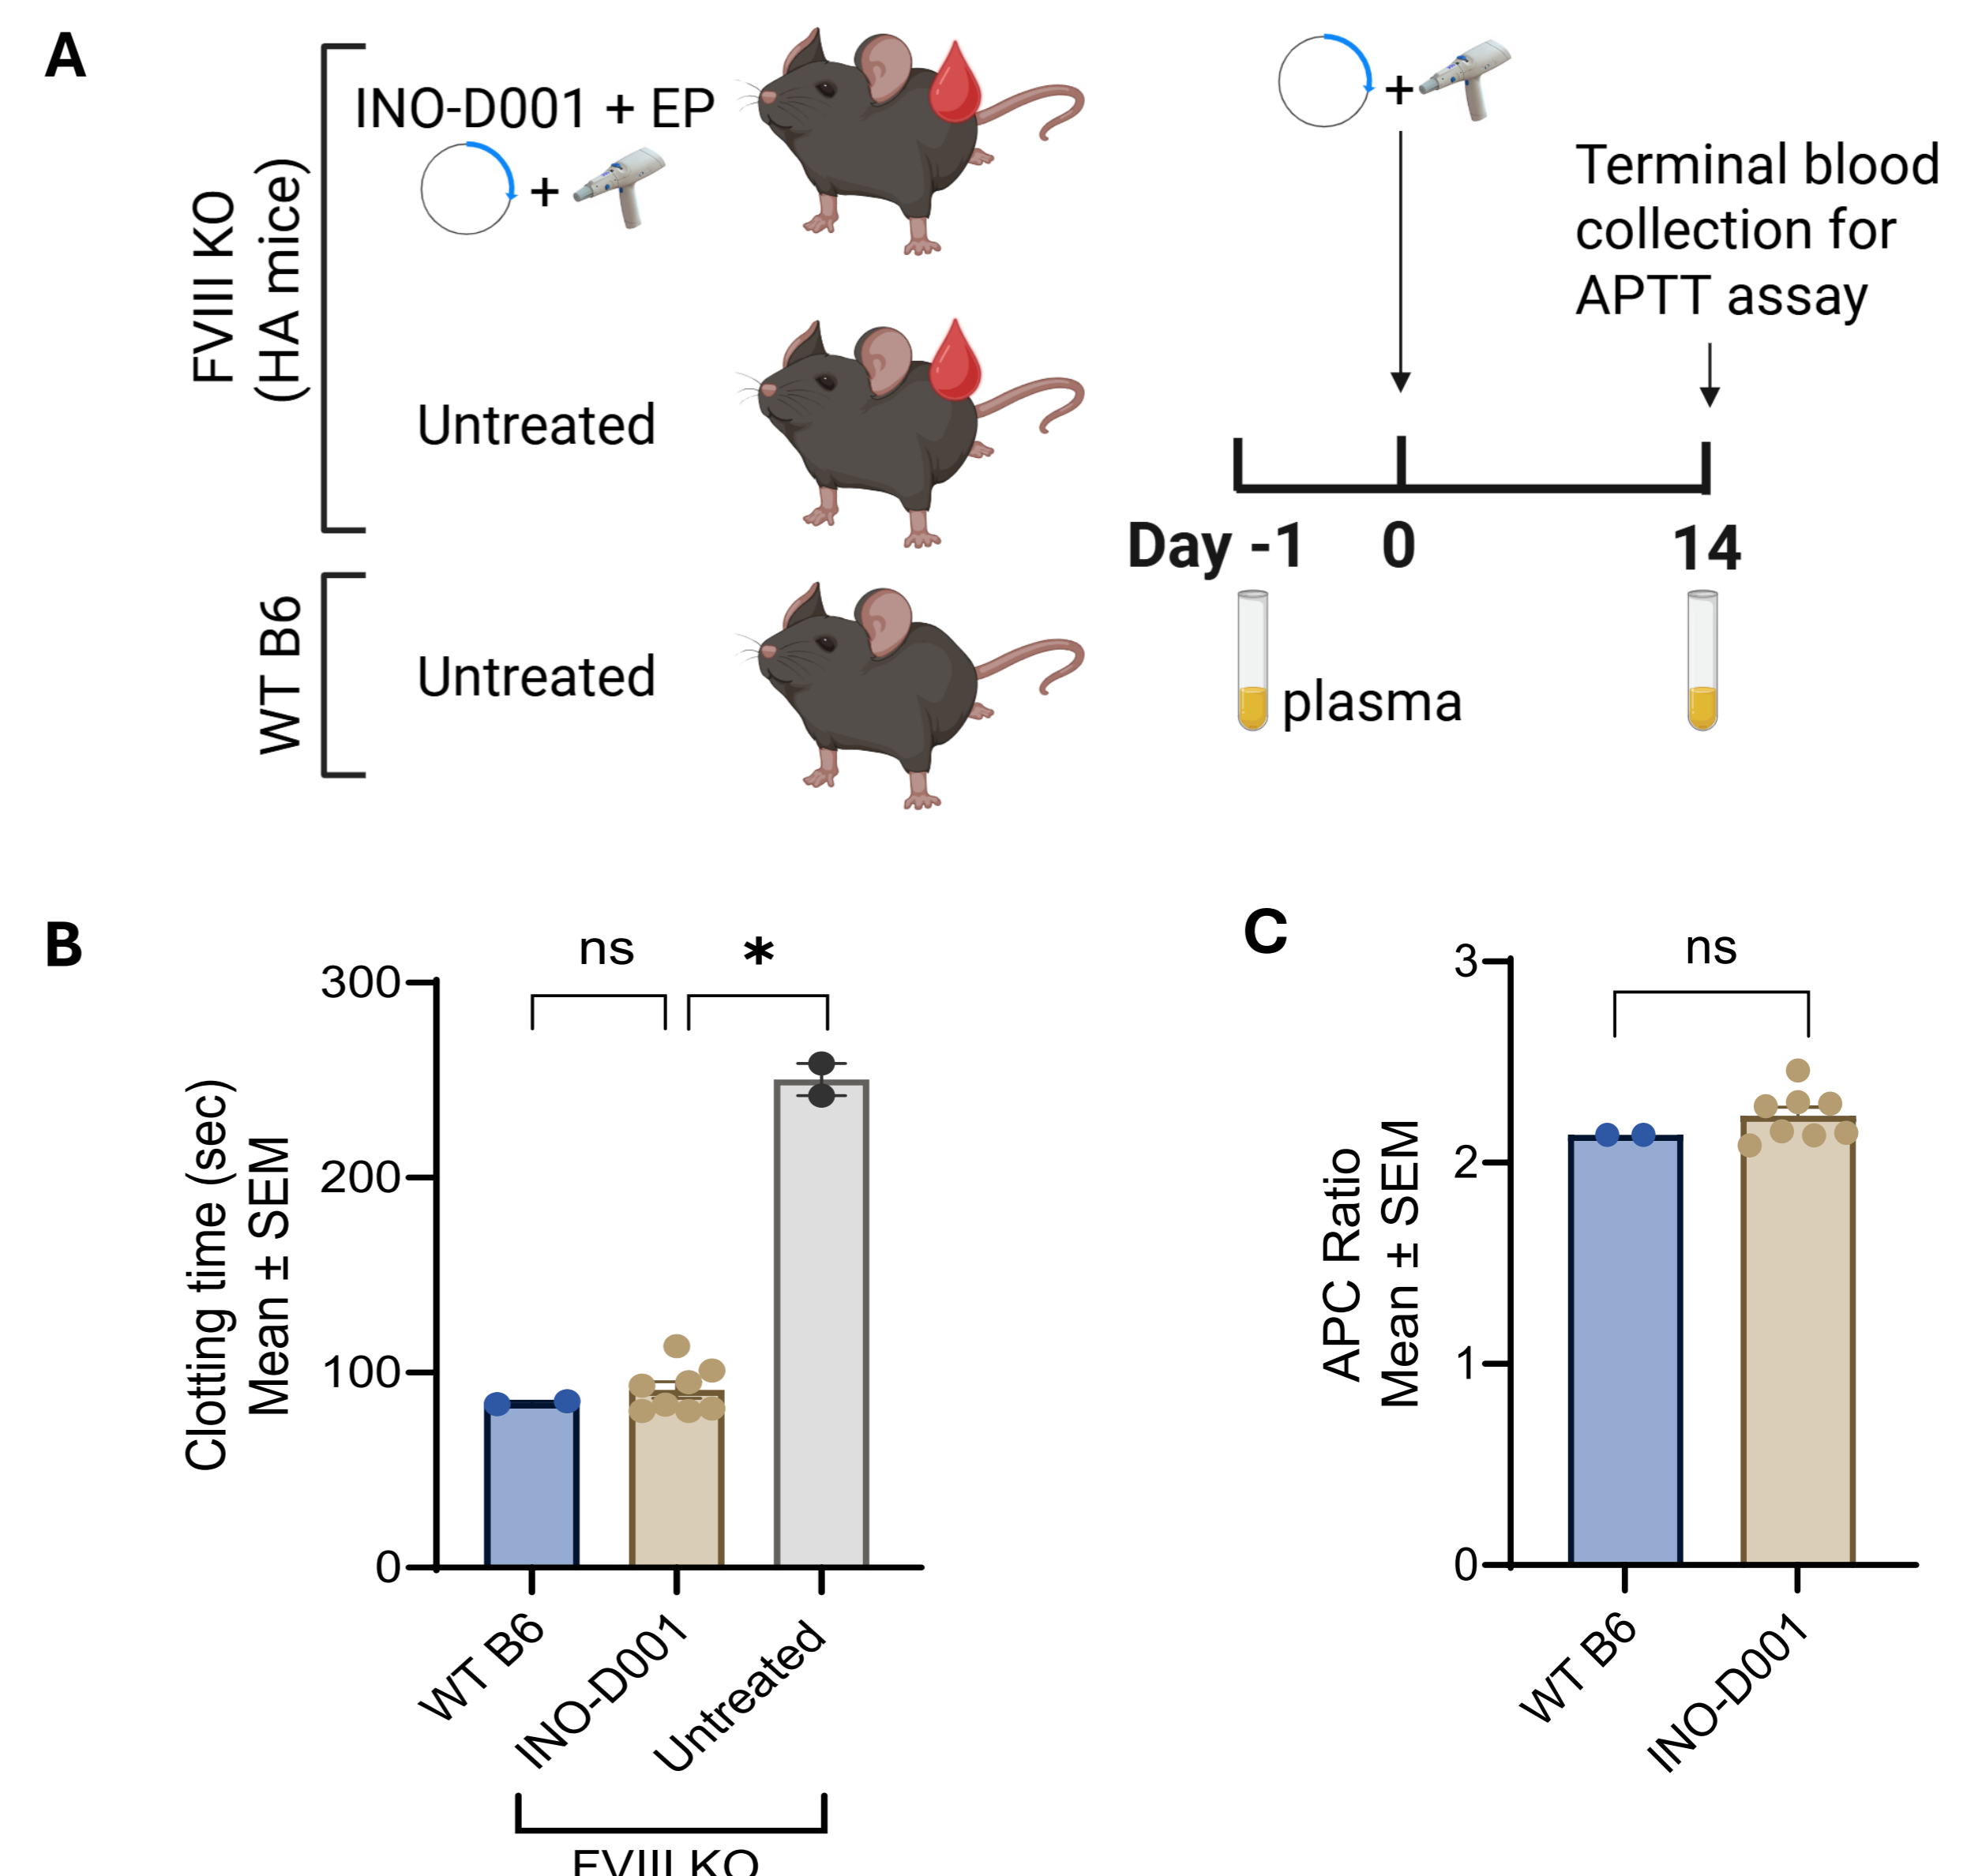 A
FVIII KO
(HA mice)
INO-D001 + EP
+
Untreated
WT B6
Untreated
+
Terminal blood
collection for
APTT assay
Day -1 0 14
plasma
B
Clotting time (sec)
Mean ± SEM
300
200
100
0
ns *
WT B6
INO-D001
Untreated
FVIII KO
C
APC Ratio
Mean ± SEM
3
2
1
0
ns
WT B6
INO-D001